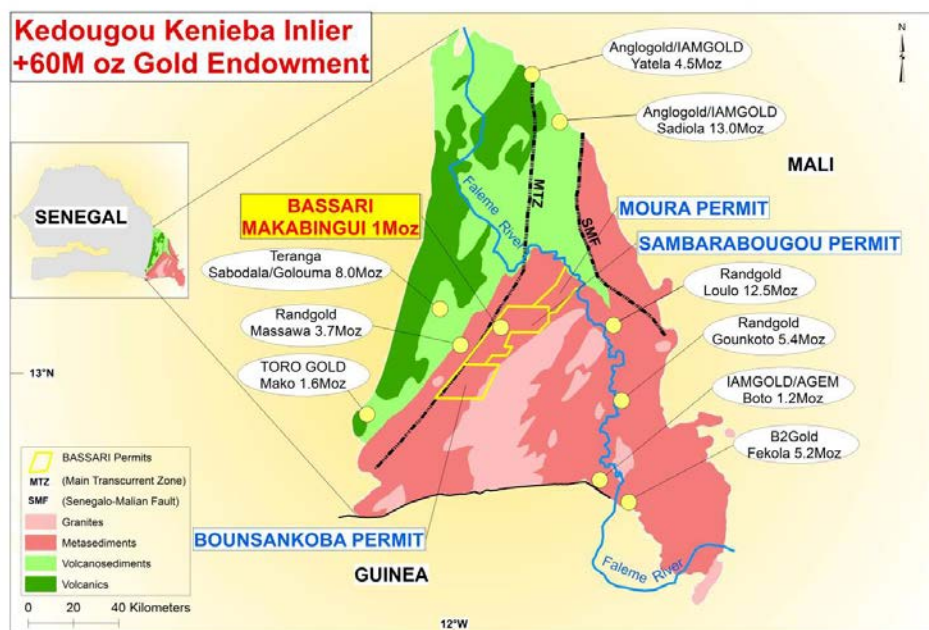 Kedougou Kenieba Inlier
+60M oz Gold Endowment
Anglogold/IAMGOLD
Yatela 4.5Moz
Anglogold/IAMGOLD
Sadiola 13.0Moz
MALI
SENEGAL
Faleme River
MTZ
SMF
BASSARI
MAKABINGUI 1Moz
MOURA PERMIT
SAMBARABOUGOU PERMIT
Teranga
Sabodala/Golouma 8.0Moz
Randgold
Massawa 3.7Moz
TORO GOLD
Mako 1.6Moz
Randgold
Loulo 12.5Moz
Randgold
Gounkoto 5.4Moz
IAMGOLD/AGEM
Boto 1.2Moz
B2Gold
Fekola 5.2Moz
13°N
BASSARI Permits
MTZ (Main Transcurrent Zone)
SMF (Senegalo-Malian Fault)
Granites
Metasediments
Volcanosediments
Volcanics
0 20 40 Kilometers
BOUNSANKOBA PERMIT
GUINEA
Faleme River
12°W